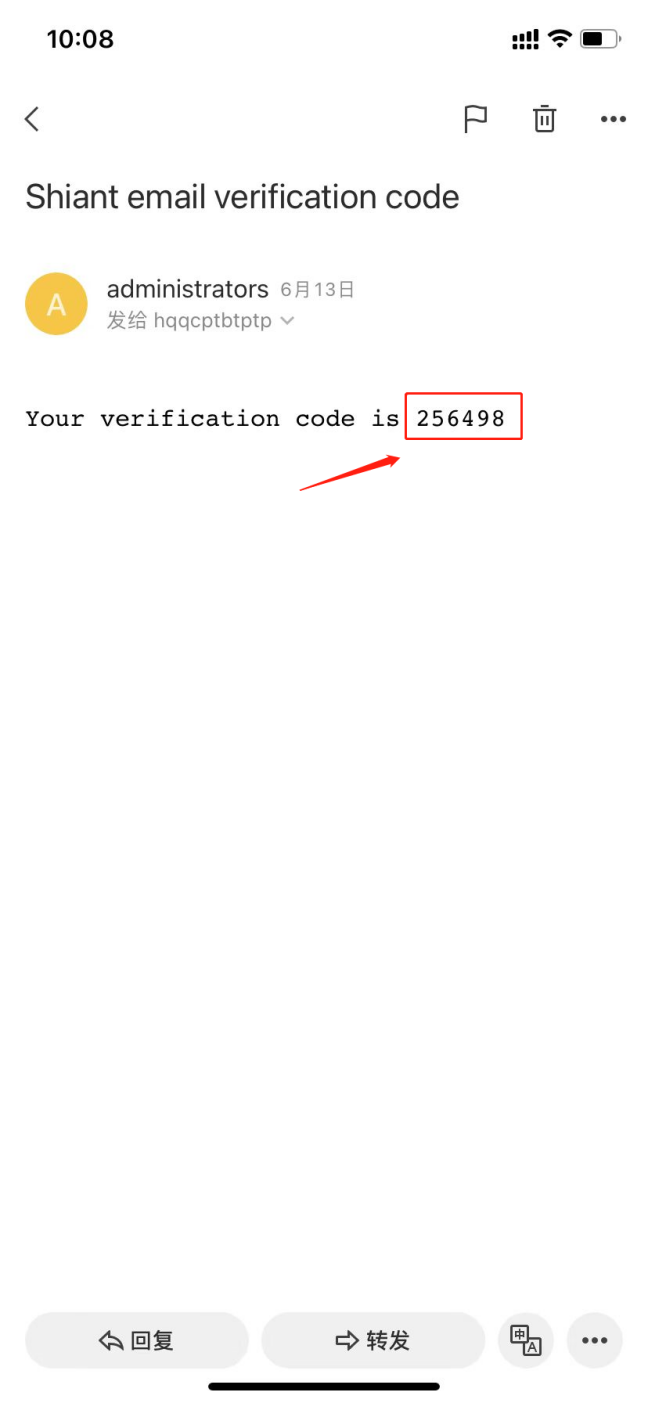 10:08
Shiant email verification code
A
administrators 6月13日
发给 hqqcptbtptp
Your verification code is 256498
回复
转发
中 A